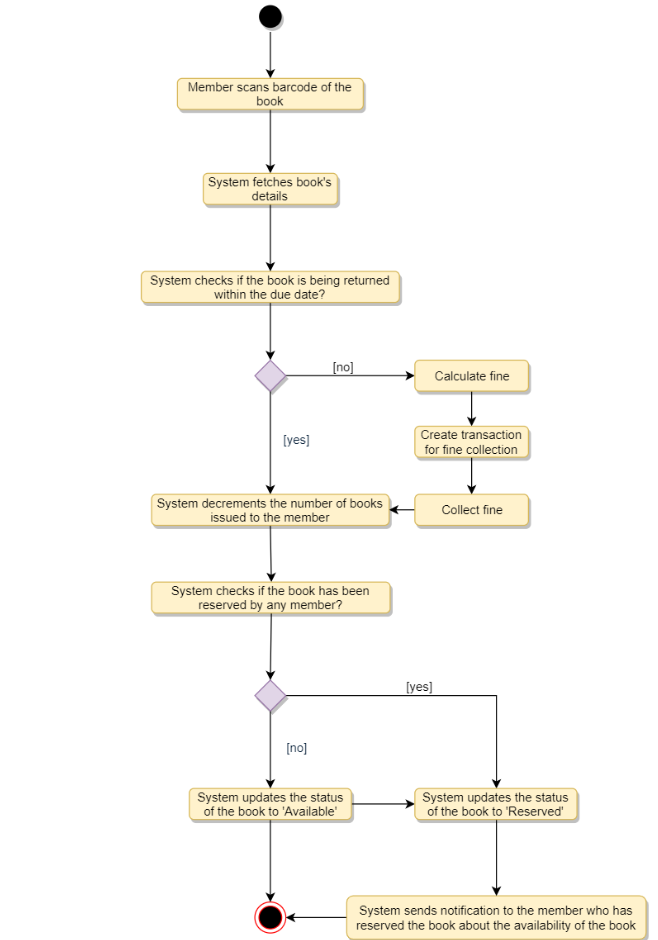 Member scans barcode of the
book
System fetches book's
details
System checks if the book is being returned
within the due date?
[no]
Calculate fine
[yes]
Create transaction
for fine collection
System decrements the number of books
issued to the member
Collect fine
System checks if the book has been
reserved by any member?
[yes]
[no]
System updates the status
of the book to 'Available'
System updates the status
of the book to 'Reserved'
System sends notification to the member who has
reserved the book about the availability of the book